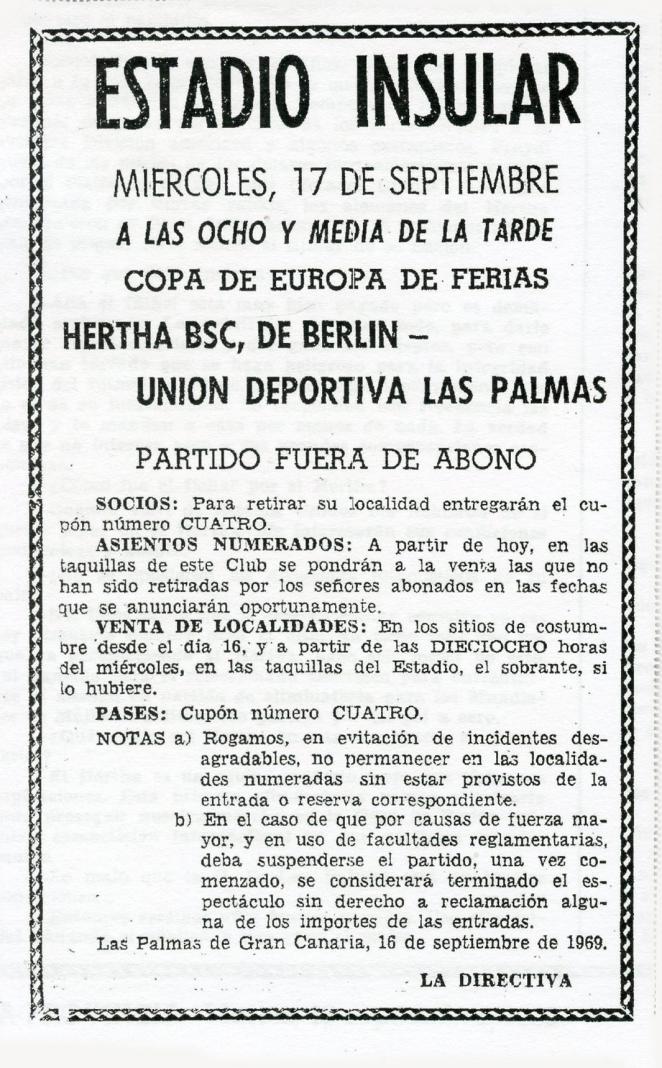 ESTADIO INSULAR
MIERCOLES, 17 DE SEPTIEMBRE
A LAS OCHO Y MEDIA DE LA TARDE
COPA DE EUROPA DE FERIAS
HERTHA BSC, DE BERLIN –
UNION DEPORTIVA LAS PALMAS
PARTIDO FUERA DE ABONO
SOCIOS: Para retirar su localidad entregarán el cu-
pón número CUATRO.
ASIENTOS NUMERADOS: A partir de hoy, en las
taquillas de este Club se pondrán a la venta las que no
han sido retiradas por los señores abonados en las fechas
que se anunciarán oportunamente.
VENTA DE LOCALIDADES: En los sitios de costum-
bre desde el día 16, y a partir de las DIECIOCHO horas
del miércoles, en las taquillas del Estadio, el sobrante, si
lo hubiere.
PASES: Cupón número CUATRO.
NOTAS a) Rogamos, en evitación de incidentes des-
agradables, no permanecer en las localida-
des numeradas sin estar provistos de la
entrada o reserva correspondiente.
b) En el caso de que por causas de fuerza ma-
yor, y en uso de facultades reglamentarias,
deba suspenderse el partido, una vez co-
menzado, se considerará terminado el es-
pectáculo sin derecho a reclamación algu-
na de los importes de las entradas.
Las Palmas de Gran Canaria, 16 de septiembre de 1969.
LA DIRECTIVA